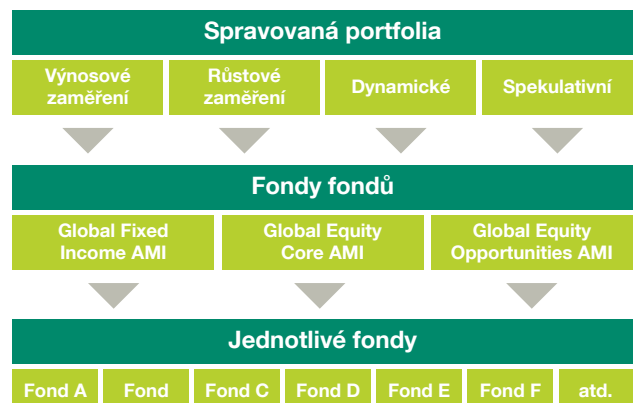 Spravovaná portfolia
Výnosové
zaměření
Růstové
zaměření
Dynamické
Spekulativní
Fondy fondů
Global Fixed
Income AMI
Global Equity
Core AMI
Global Equity
Opportunities AMI
Jednotlivé fondy
Fond A
Fond
Fond C
Fond D
Fond E
Fond F
atd.